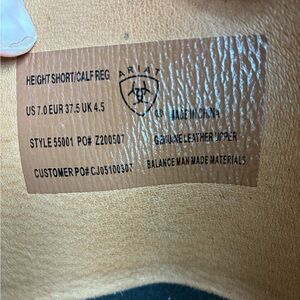 HEIGHT SHORT/CALF REG
ARIAT
US 7.0 EUR 37.5 UK 4.5
MADE IN CHINA
STYLE 55001 PO# Z200507
GENUINE LEATHER UPPER
CUSTOMER PO# CJ05100307
BALANCE MAN MADE MATERIALS